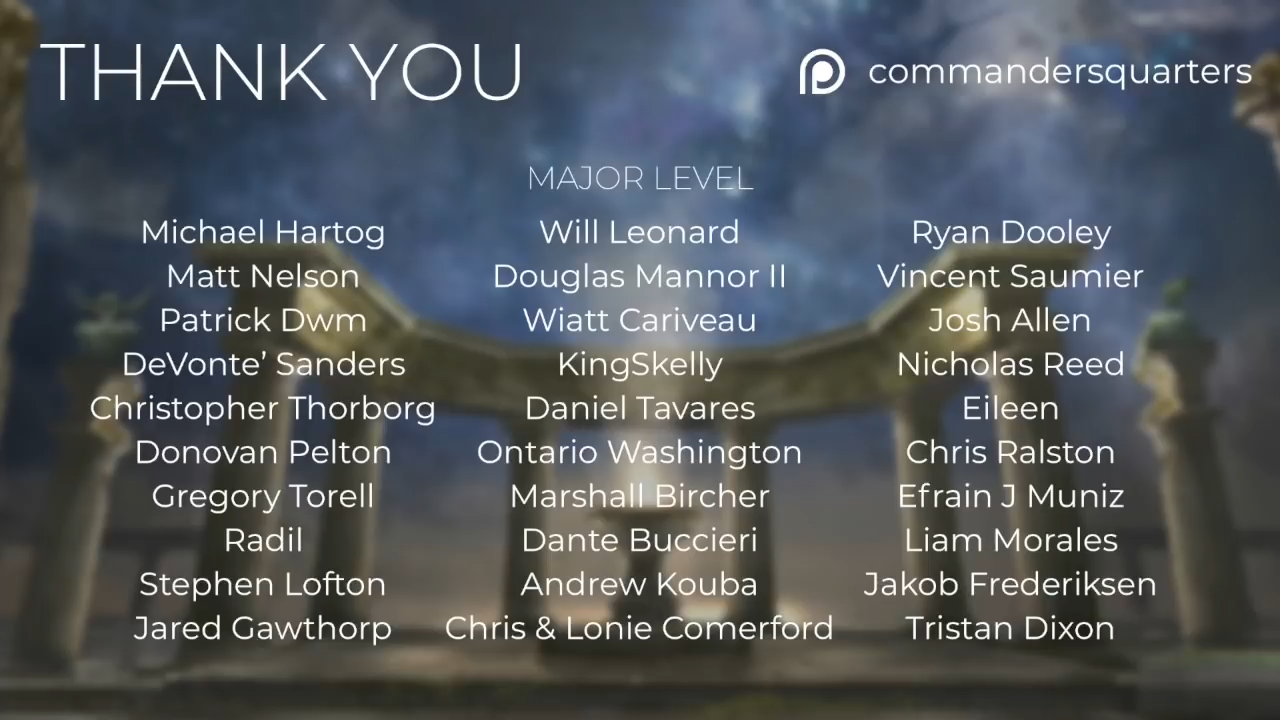 THANK YOU
commandersquarters
MAJOR LEVEL
Michael Hartog
Matt Nelson
Patrick Dwm
DeVonte’ Sanders
Christopher Thorborg
Donovan Pelton
Gregory Torell
Radil
Stephen Lofton
Jared Gawthorp
Will Leonard
Douglas Mannor II
Wiatt Cariveau
KingSkelly
Daniel Tavares
Ontario Washington
Marshall Bircher
Dante Buccieri
Andrew Kouba
Chris & Lonie Comerford
Ryan Dooley
Vincent Saumier
Josh Allen
Nicholas Reed
Eileen
Chris Ralston
Efrain J Muniz
Liam Morales
Jakob Frederiksen
Tristan Dixon